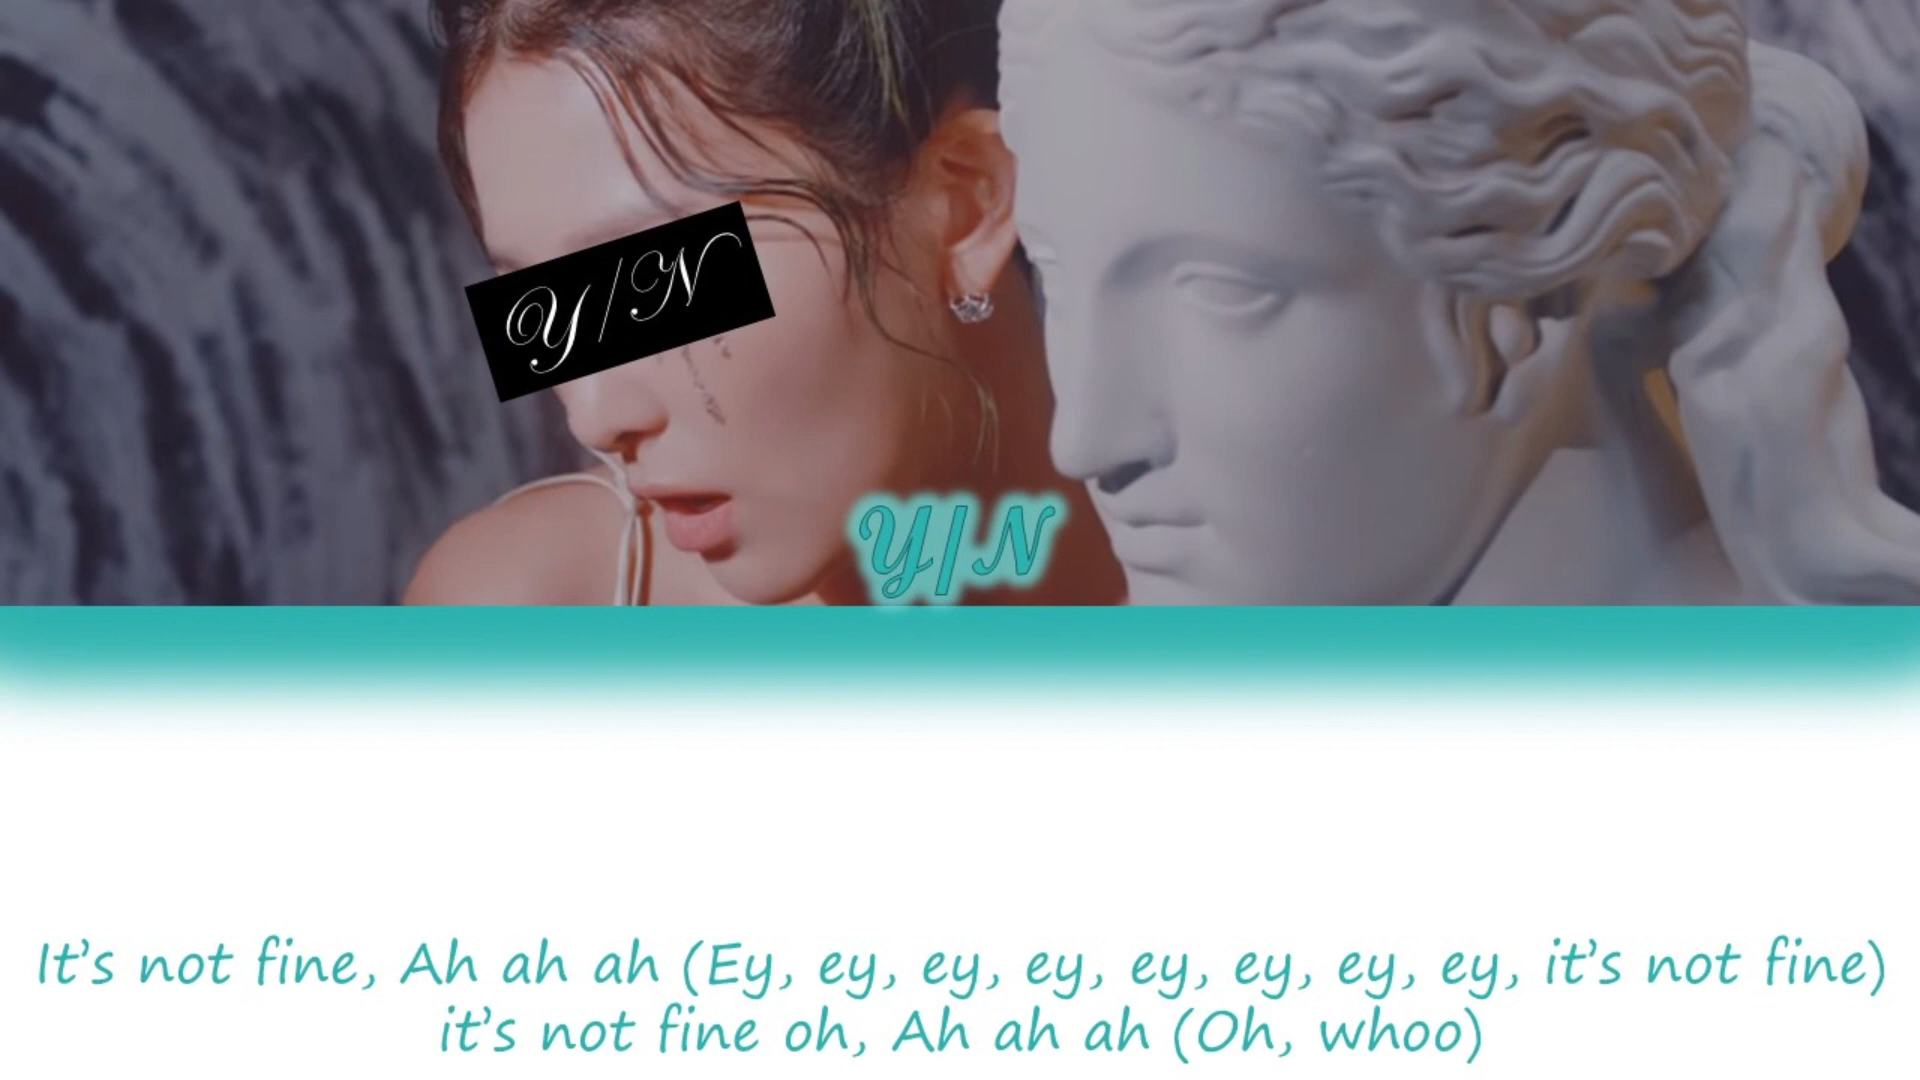 Y/N
Y/N
It's not fine, Ah ah ah (Ey, ey, ey, ey, ey, ey, ey, ey, it's not fine)
it's not fine oh, Ah ah ah (Oh, whoo)